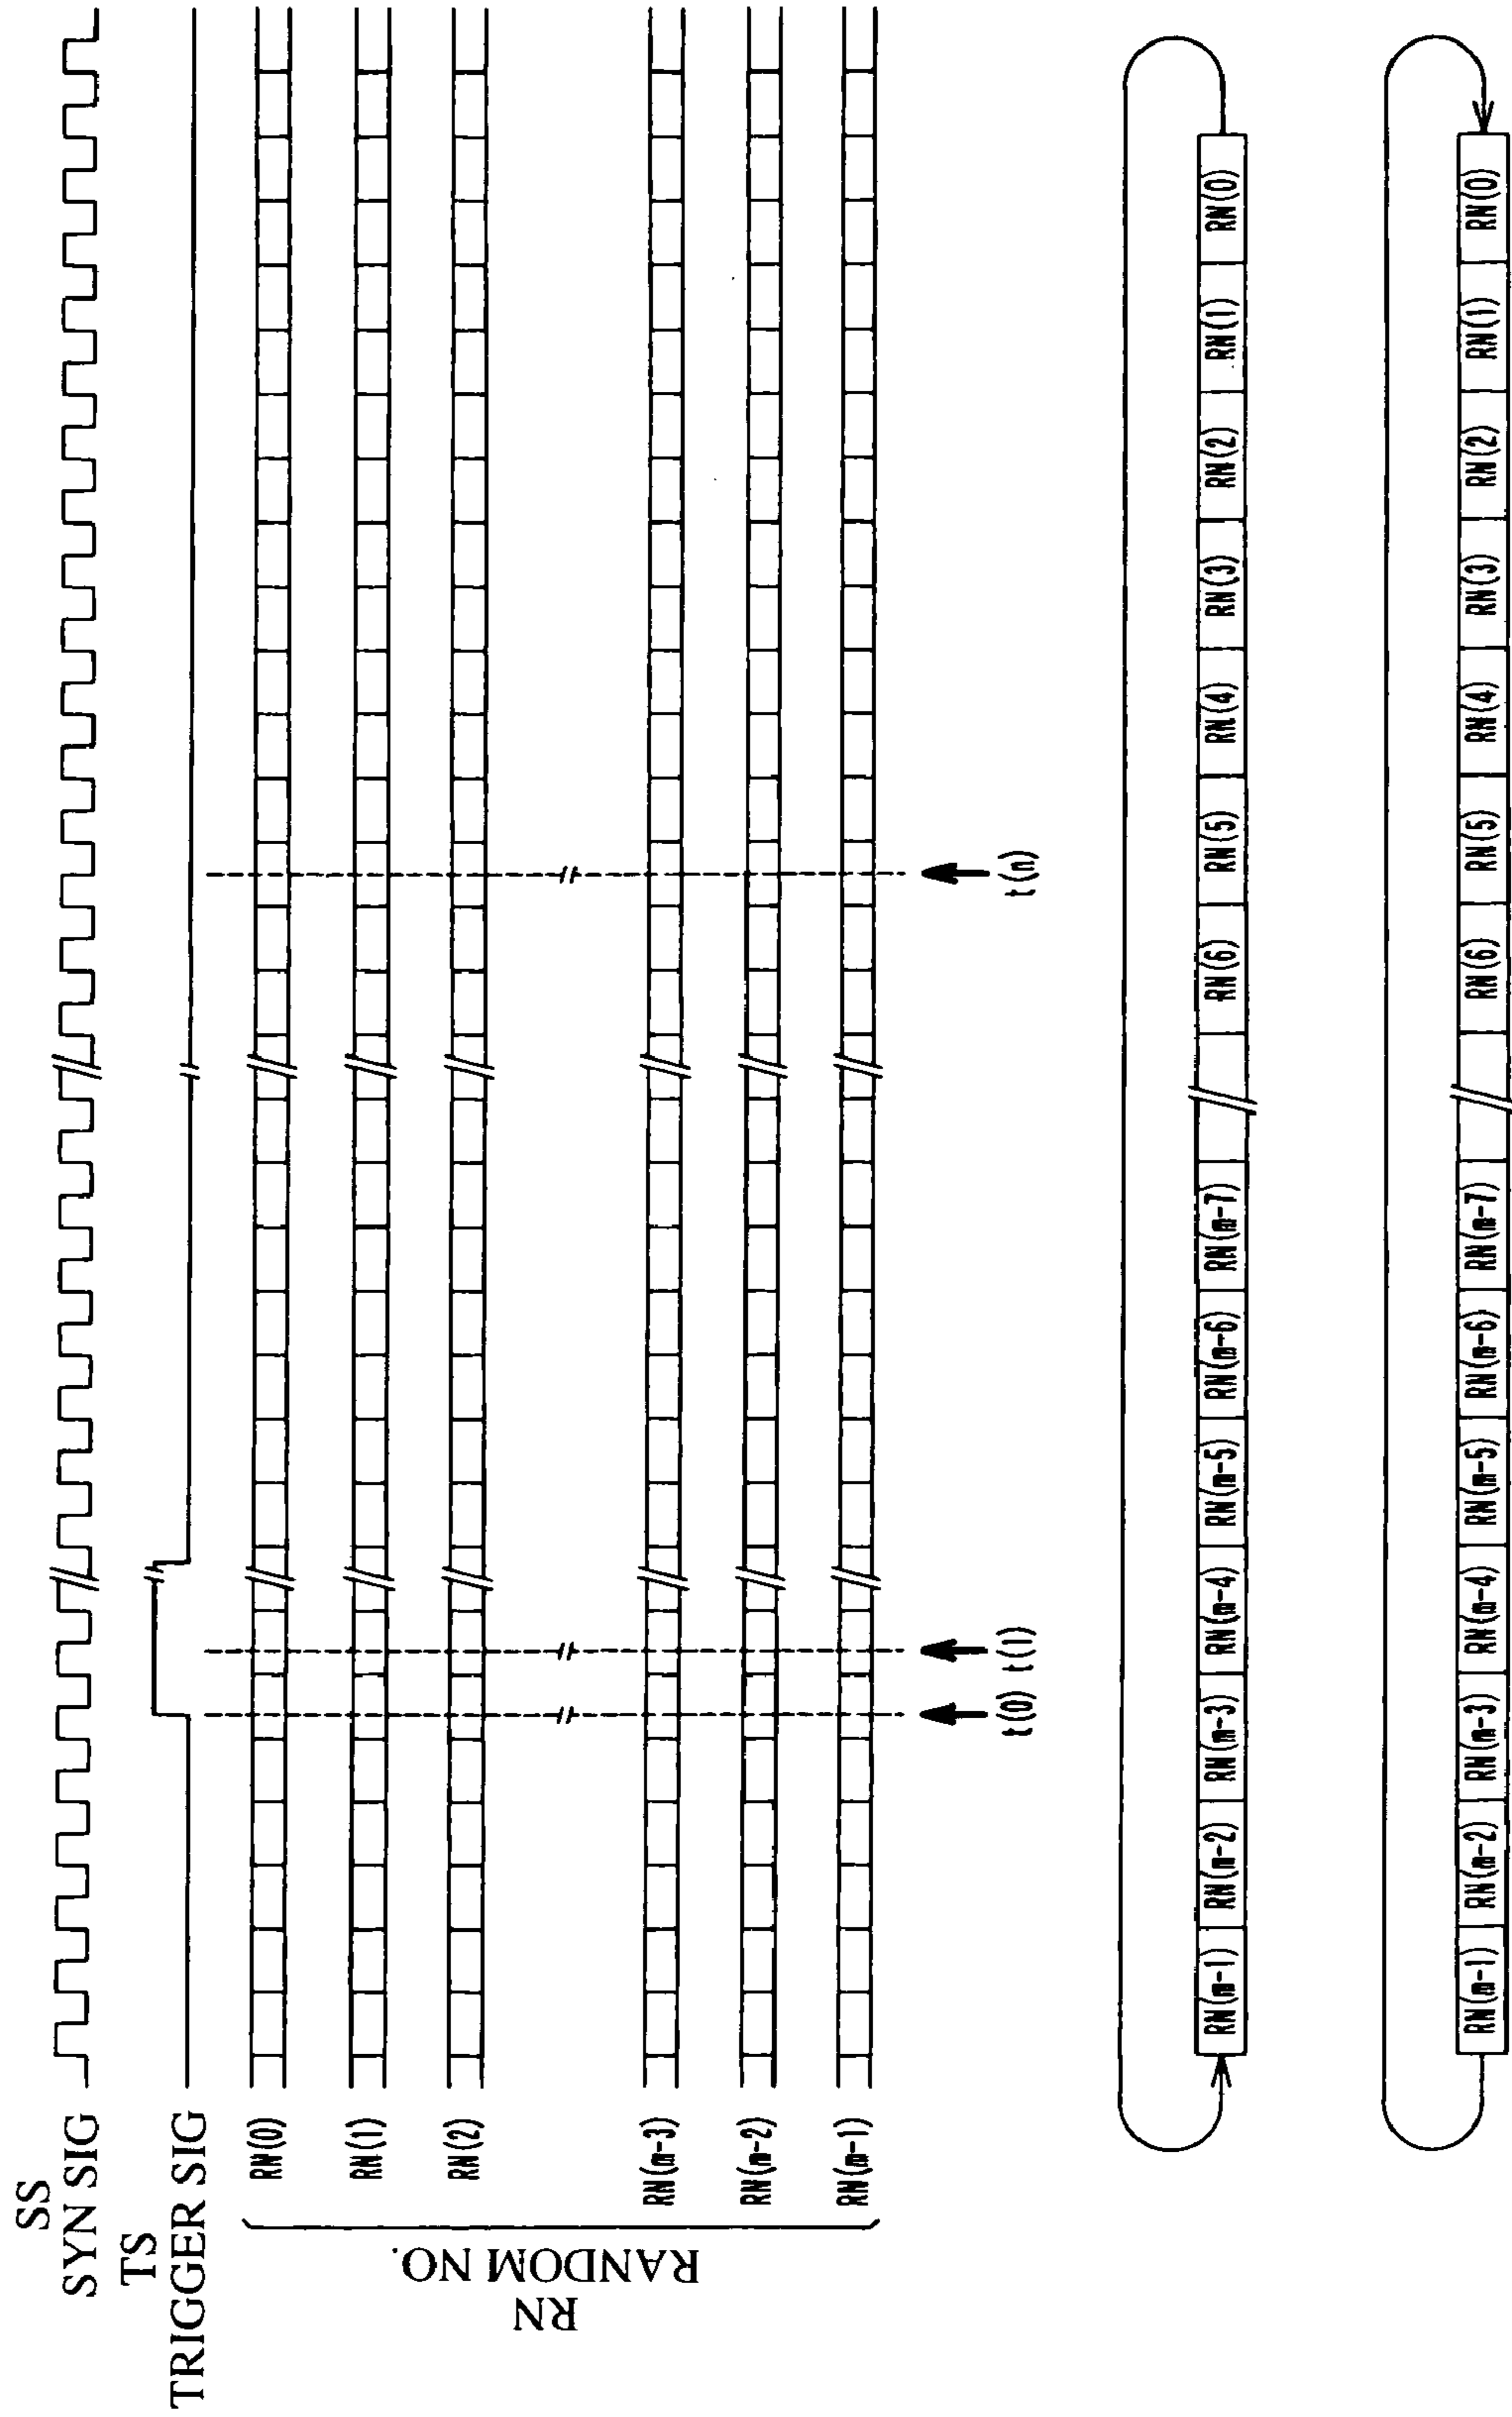 SS
SYN SIG
TS
TRIGGER SIG
RN
RANDOM NO.
RN(0)
RN(1)
RN(2)
RN(m-3)
RN(m-2)
RN(m-1)
t(0) t(1) t(n)
RN(m-1) RN(m-2) RN(m-3) RN(m-4) RN(m-5) RN(m-6) RN(m-7) RN(6) RN(5) RN(4) RN(3) RN(2) RN(1) RN(0)
RN(m-1) RN(m-2) RN(m-3) RN(m-4) RN(m-5) RN(m-6) RN(m-7) RN(6) RN(5) RN(4) RN(3) RN(2) RN(1) RN(0)